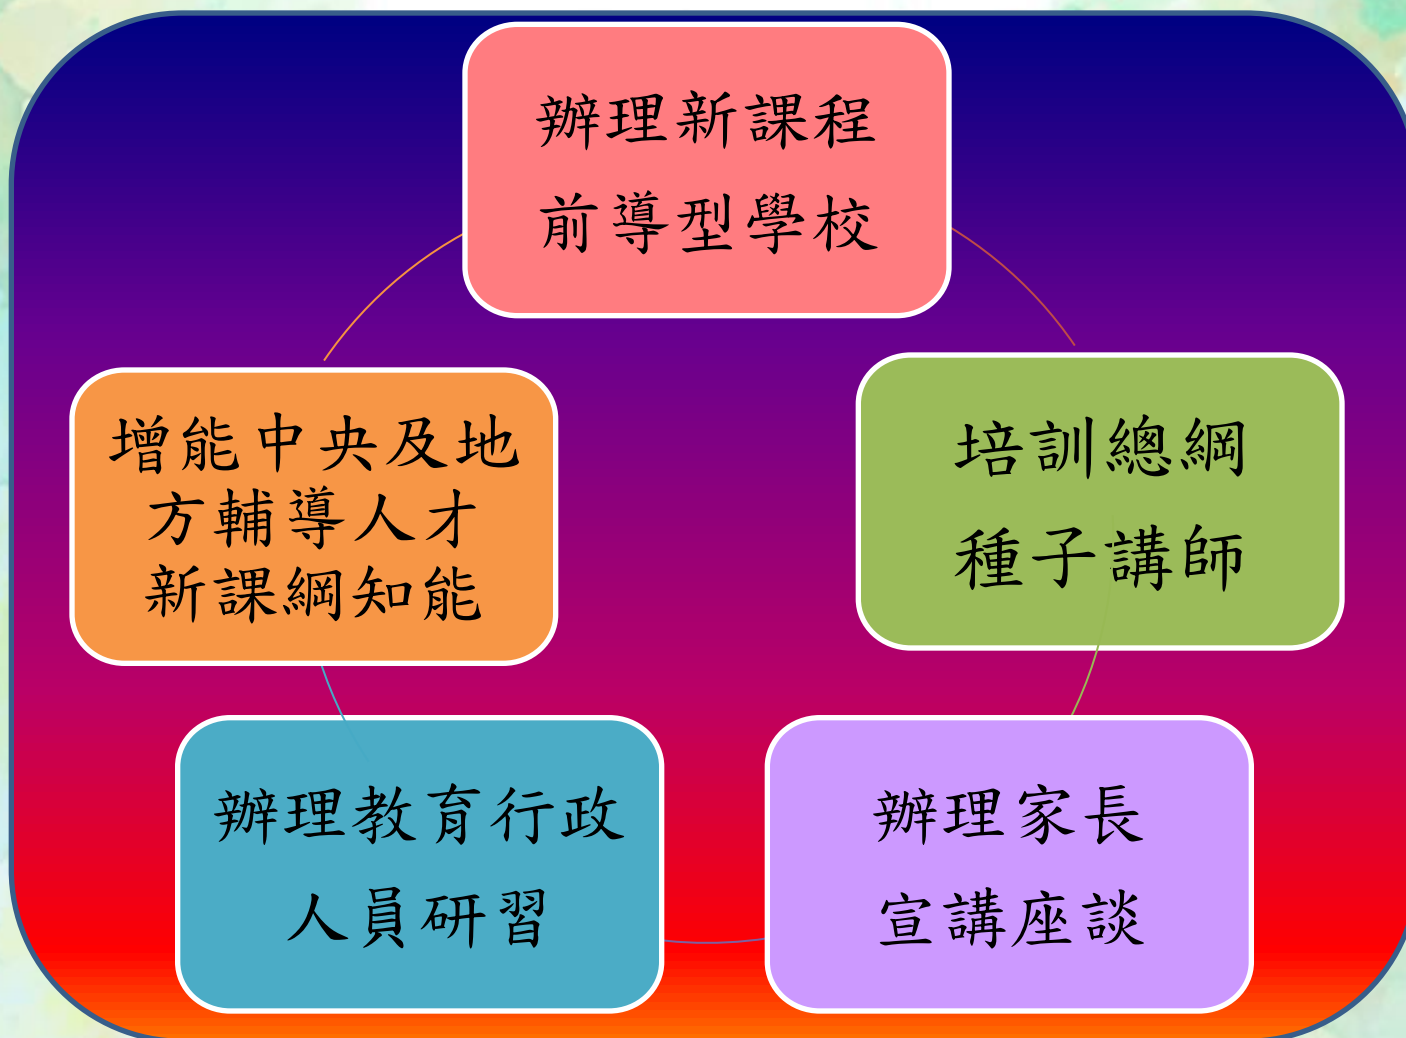 辦理新課程
前導型學校
培訓總綱
種子講師
辦理家長
宣講座談
辦理教育行政
人員研習
增能中央及地
方輔導人才
新課綱知能